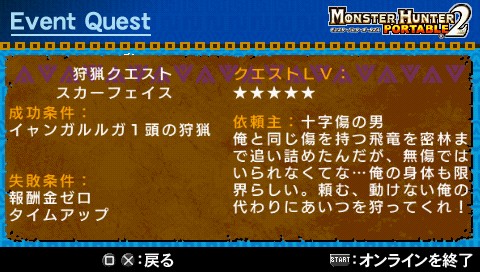 Event Quest
MONSTER HUNTER
PORTABLE 2
狩猟クエスト
スカーフェイス
成功条件：
イャンガルルガ１頭の狩猟
失敗条件：
報酬金ゼロ
タイムアップ
クエストＬＶ：
★★★★★
依頼主：十字傷の男
俺と同じ傷を持つ飛竜を密林ま
で追い詰めたんだが、無傷では
いられなくてな…俺の身体も限
界らしい。頼む、動けない俺の
代わりにあいつを狩ってくれ！
□×:戻る
START:オンラインを終了